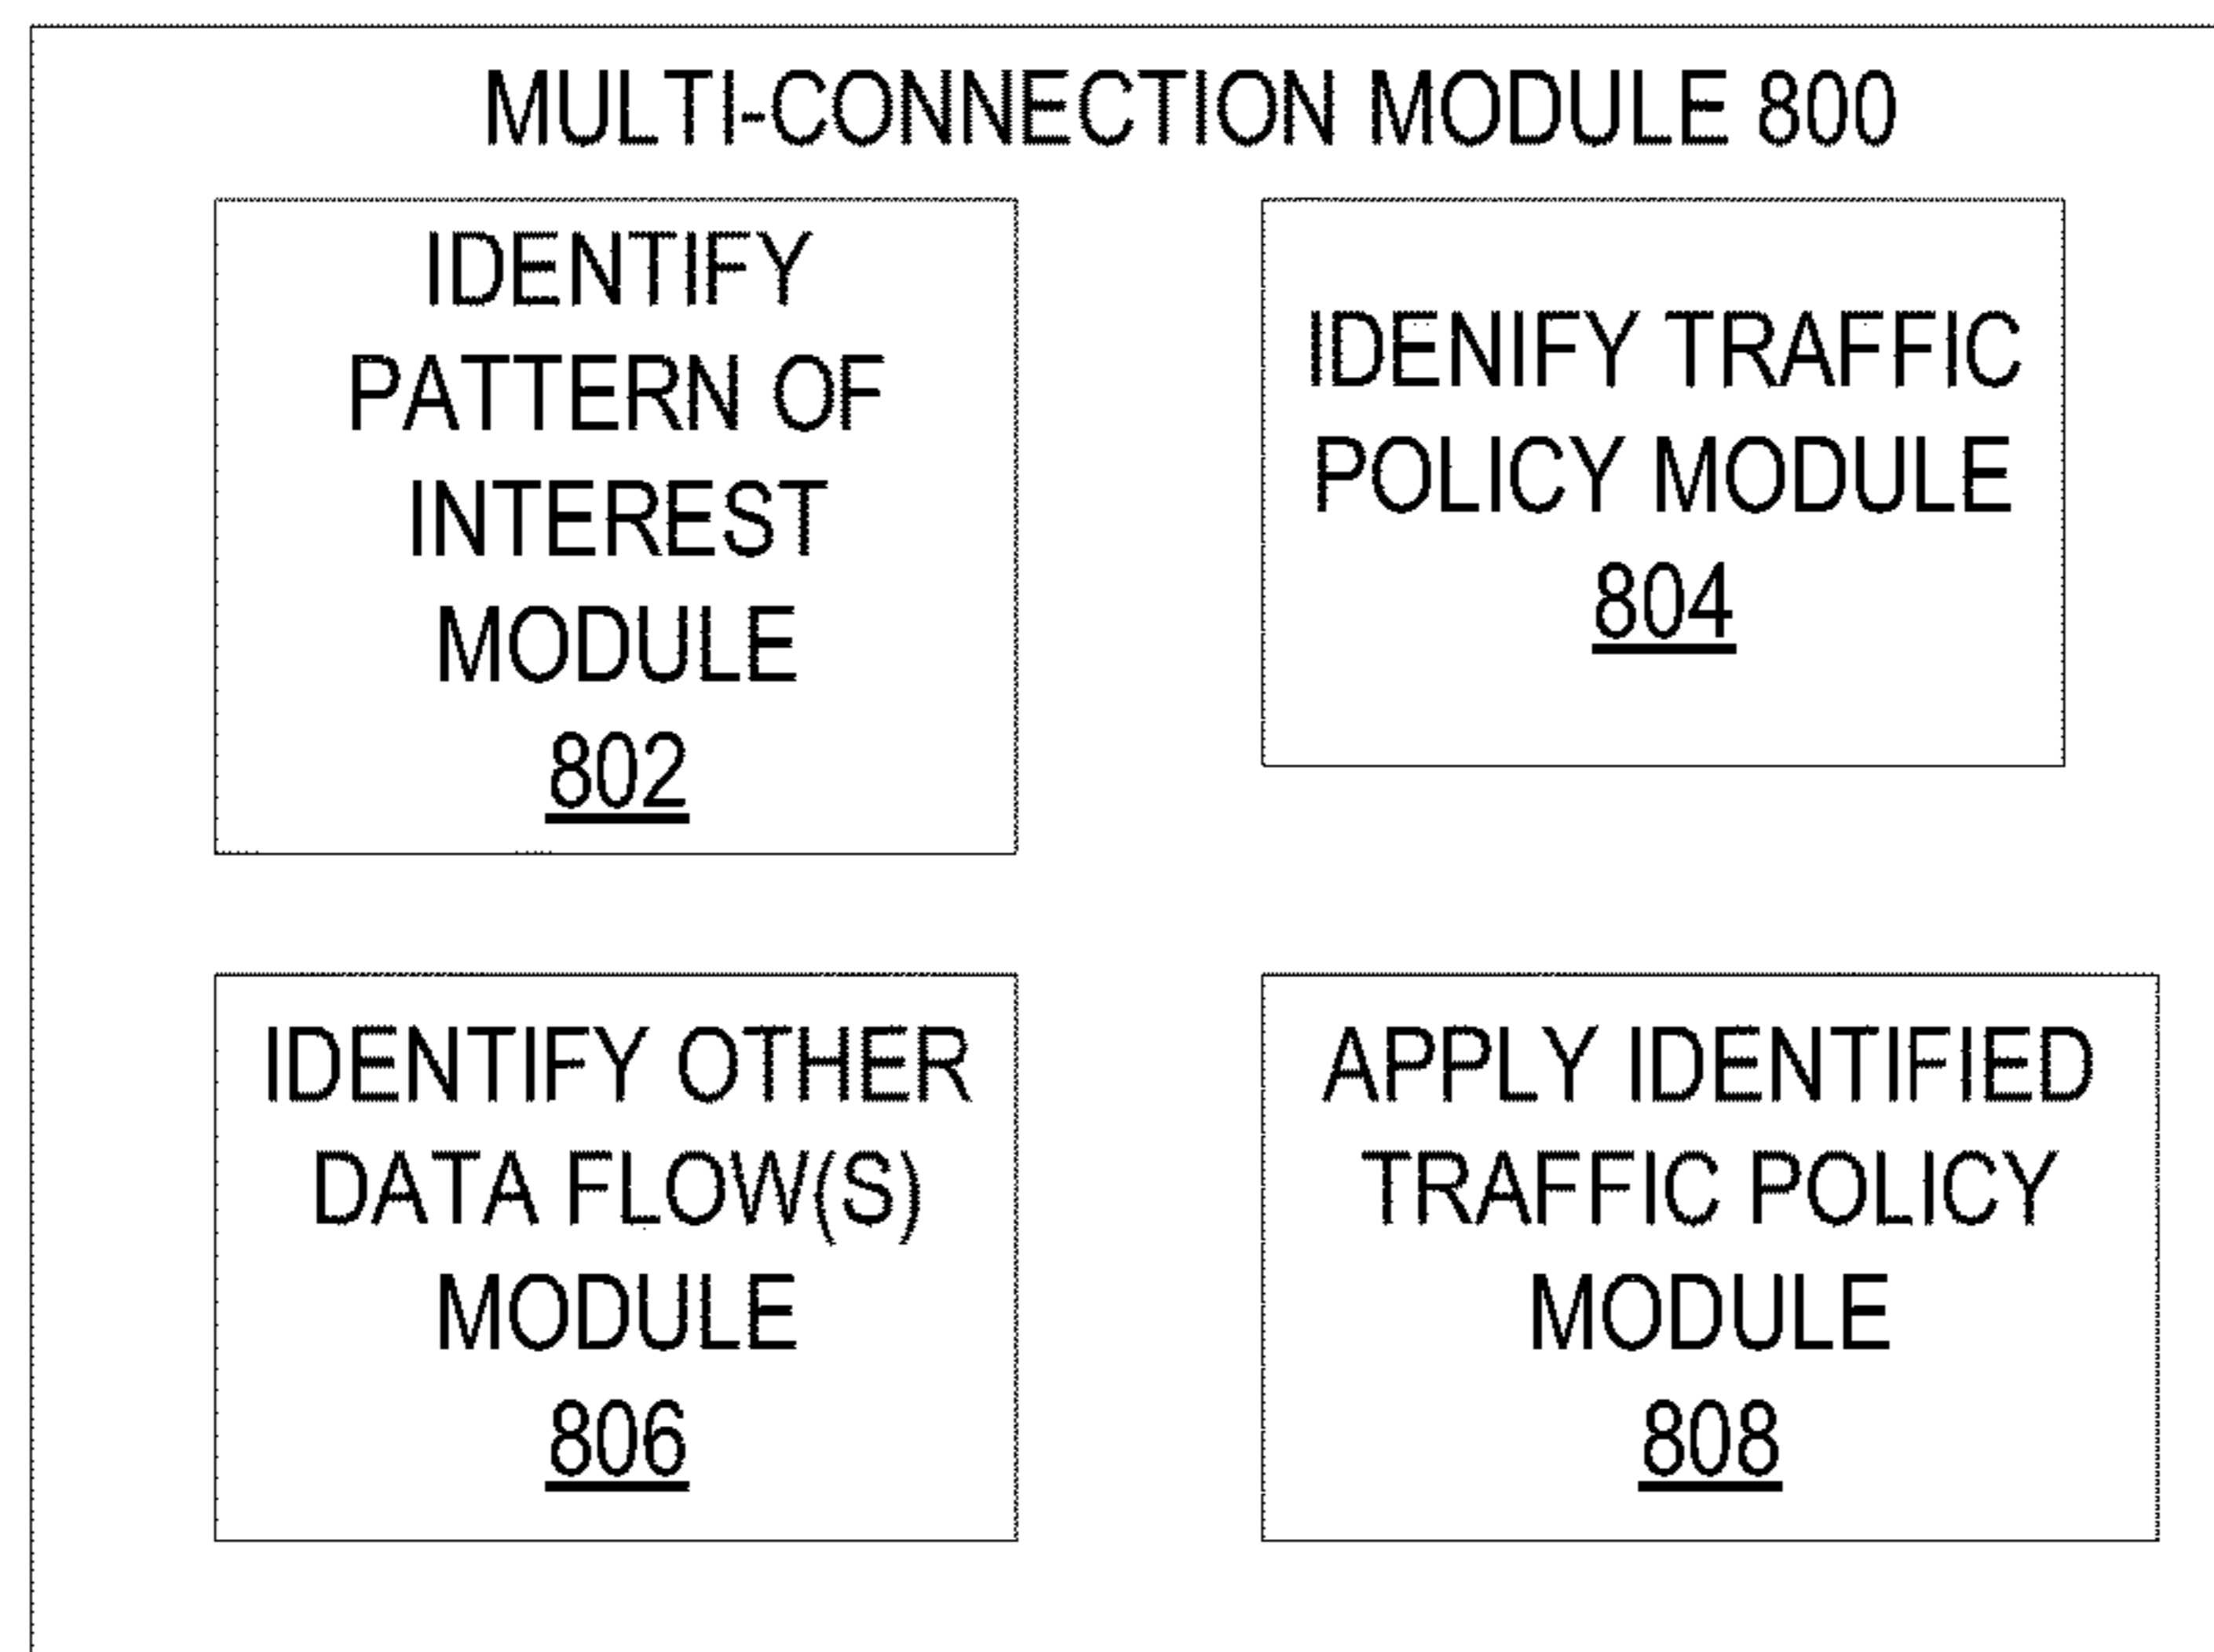 MULTI-CONNECTION MODULE 800
IDENTIFY
PATTERN OF
INTEREST
MODULE
802
IDENIFY TRAFFIC
POLICY MODULE
804
IDENTIFY OTHER
DATA FLOW(S)
MODULE
806
APPLY IDENTIFIED
TRAFFIC POLICY
MODULE
808